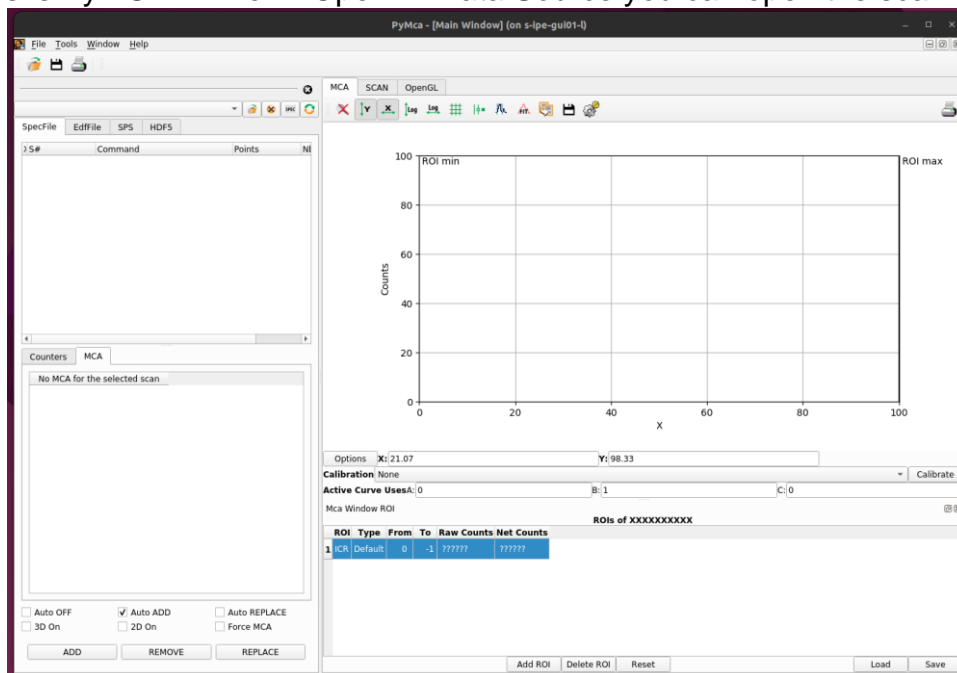 PyMca - [Main Window] (on s-ipe-gui01-l)
File Tools Window Help
MCA SCAN OpenGL
SPEC
Log Log FIT.
SpecFile EdfFile SPS HDF5
S# Command Points
100 ROI min ROI max
80
60
40
20
0
Counts
0 20 40 60 80 100
X
Counters MCA
No MCA for the selected scan
Options X: 21.07 Y: 98.33
Calibration None Calibrate
Active Curve Uses A: 0 B: 1 C: 0
Mca Window ROI
ROIs of XXXXXXXXXX
ROI Type From To Raw Counts Net Counts
1 ICR Default 0 -1 ?????? ??????
Auto OFF Auto ADD Auto REPLACE
3D On 2D On Force MCA
ADD REMOVE REPLACE
Add ROI Delete ROI Reset Load Save